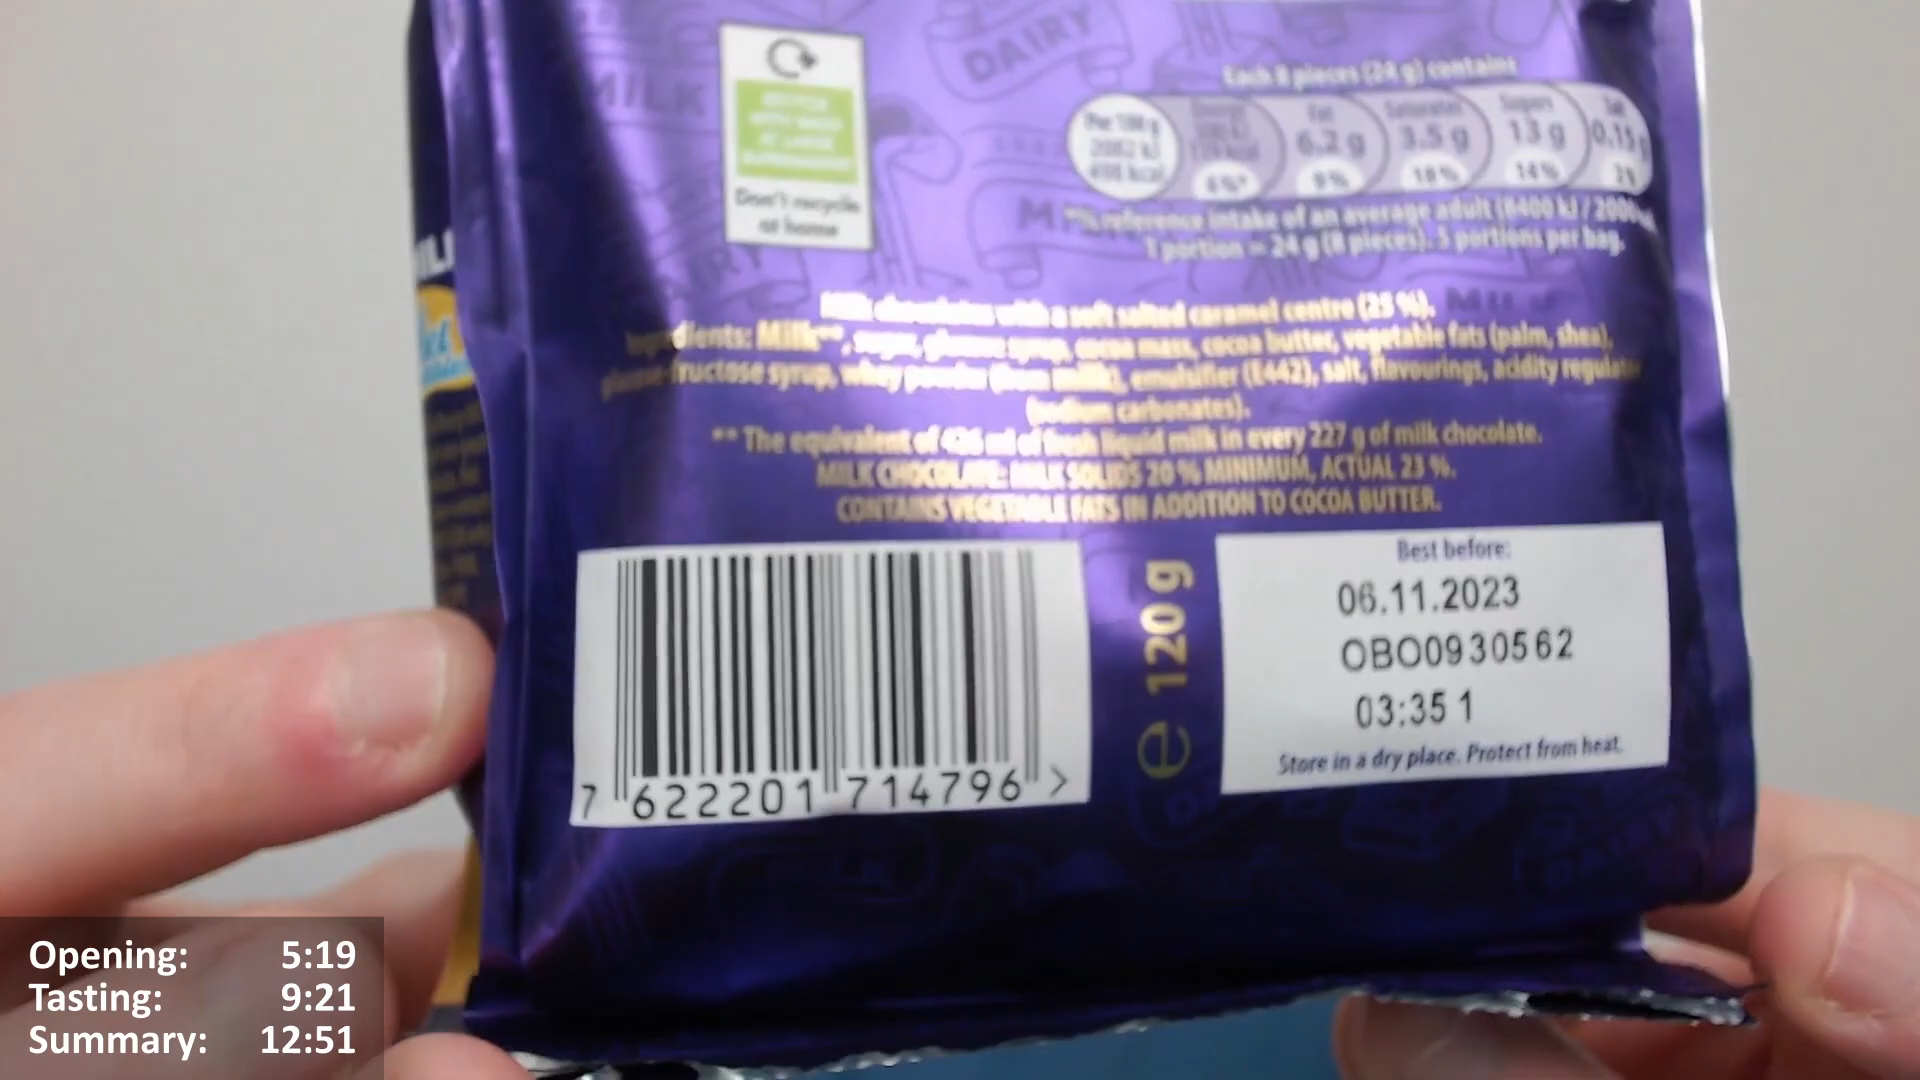 DAIRY
MILK
Each 8 pieces (24 g) contains
Per 100 g
2082 kJ
498 kcal
Energy
6%*
Fat
6.2 g
9%
Saturates
3.5 g
18%
Sugars
13 g
14%
Salt
0.15
Don't recycle
at home
*% reference intake of an average adult (8400 kJ / 2000
1 portion = 24 g (8 pieces). 5 portions per bag.
Milk chocolates with a soft salted caramel centre (25 %).
Ingredients: Milk**, sugar, glucose syrup, cocoa mass, cocoa butter, vegetable fats (palm, shea),
glucose-fructose syrup, whey powder (from milk), emulsifier (E442), salt, flavourings, acidity regulator
(sodium carbonates).
** The equivalent of 426 ml of fresh liquid milk in every 227 g of milk chocolate.
MILK CHOCOLATE: MILK SOLIDS 20 % MINIMUM, ACTUAL 23 %.
CONTAINS VEGETABLE FATS IN ADDITION TO COCOA BUTTER.
7 622201 714796 >
e 120 g
Best before:
06.11.2023
OBO0930562
03:35 1
Store in a dry place. Protect from heat.
Opening: 5:19
Tasting: 9:21
Summary: 12:51